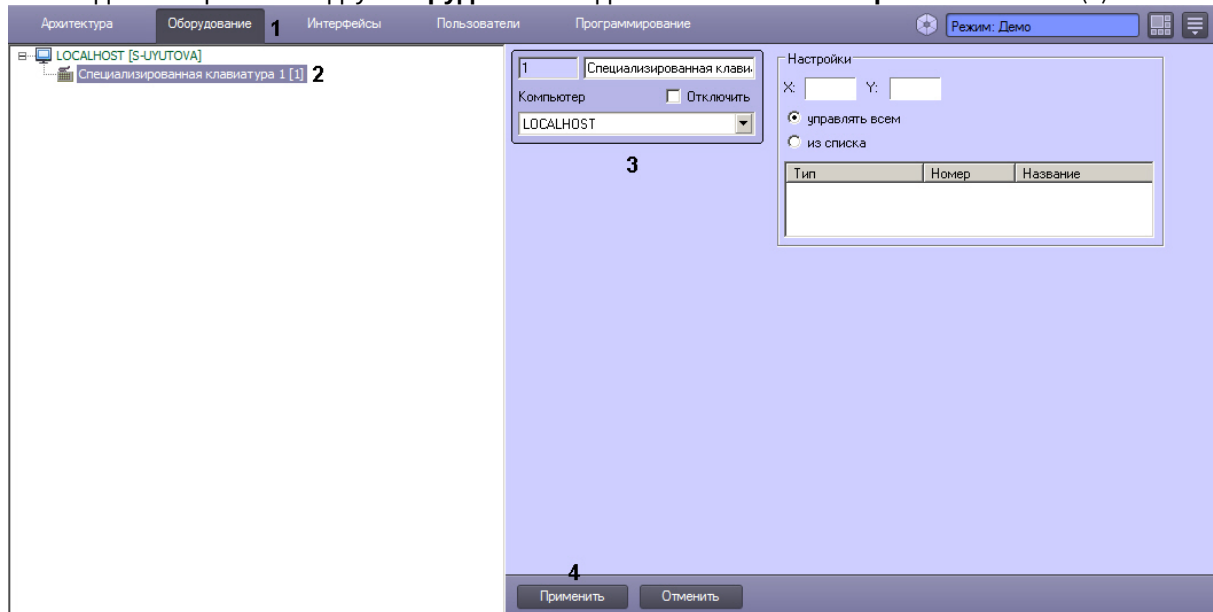 Архитектура Оборудование 1 Интерфейсы Пользователи Программирование Режим: Демо
LOCALHOST [S-UYUTOVA]
Специализированная клавиатура 1 [1] 2
1 Специализированная клави
Компьютер Отключить
LOCALHOST
3
Настройки
X: Y:
управлять всем
из списка
Тип Номер Название
4
Применить Отменить